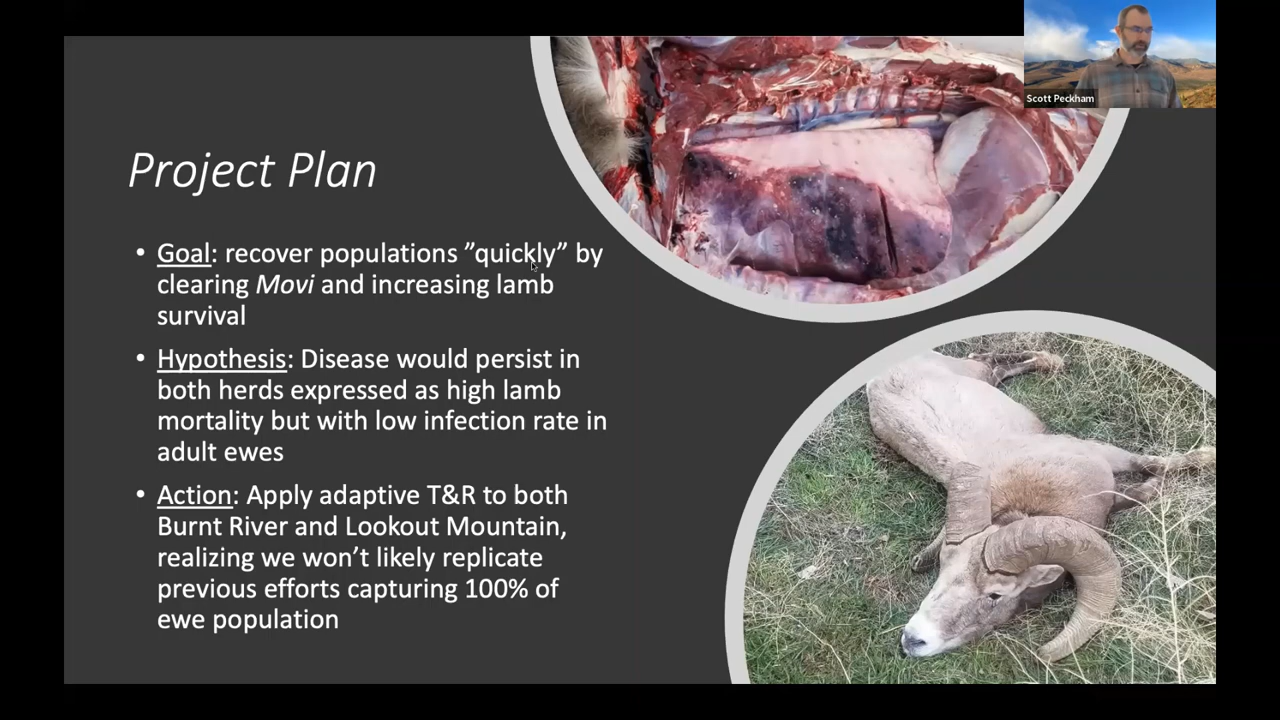 Scott Peckham
Project Plan
• Goal: recover populations ”quickly” by
clearing Movi and increasing lamb
survival
• Hypothesis: Disease would persist in
both herds expressed as high lamb
mortality but with low infection rate in
adult ewes
• Action: Apply adaptive T&R to both
Burnt River and Lookout Mountain,
realizing we won’t likely replicate
previous efforts capturing 100% of
ewe population